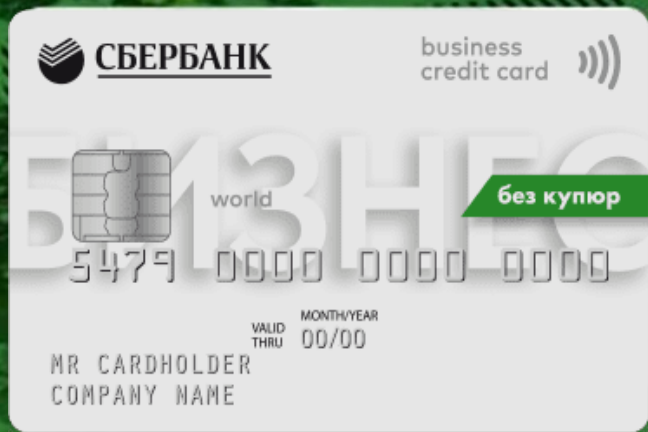 СБЕРБАНК
business
credit card
БИЗНЕС
world
без купюр
5479 0000 0000 0000
MONTH/YEAR
VALID
THRU
00/00
MR CARDHOLDER
COMPANY NAME